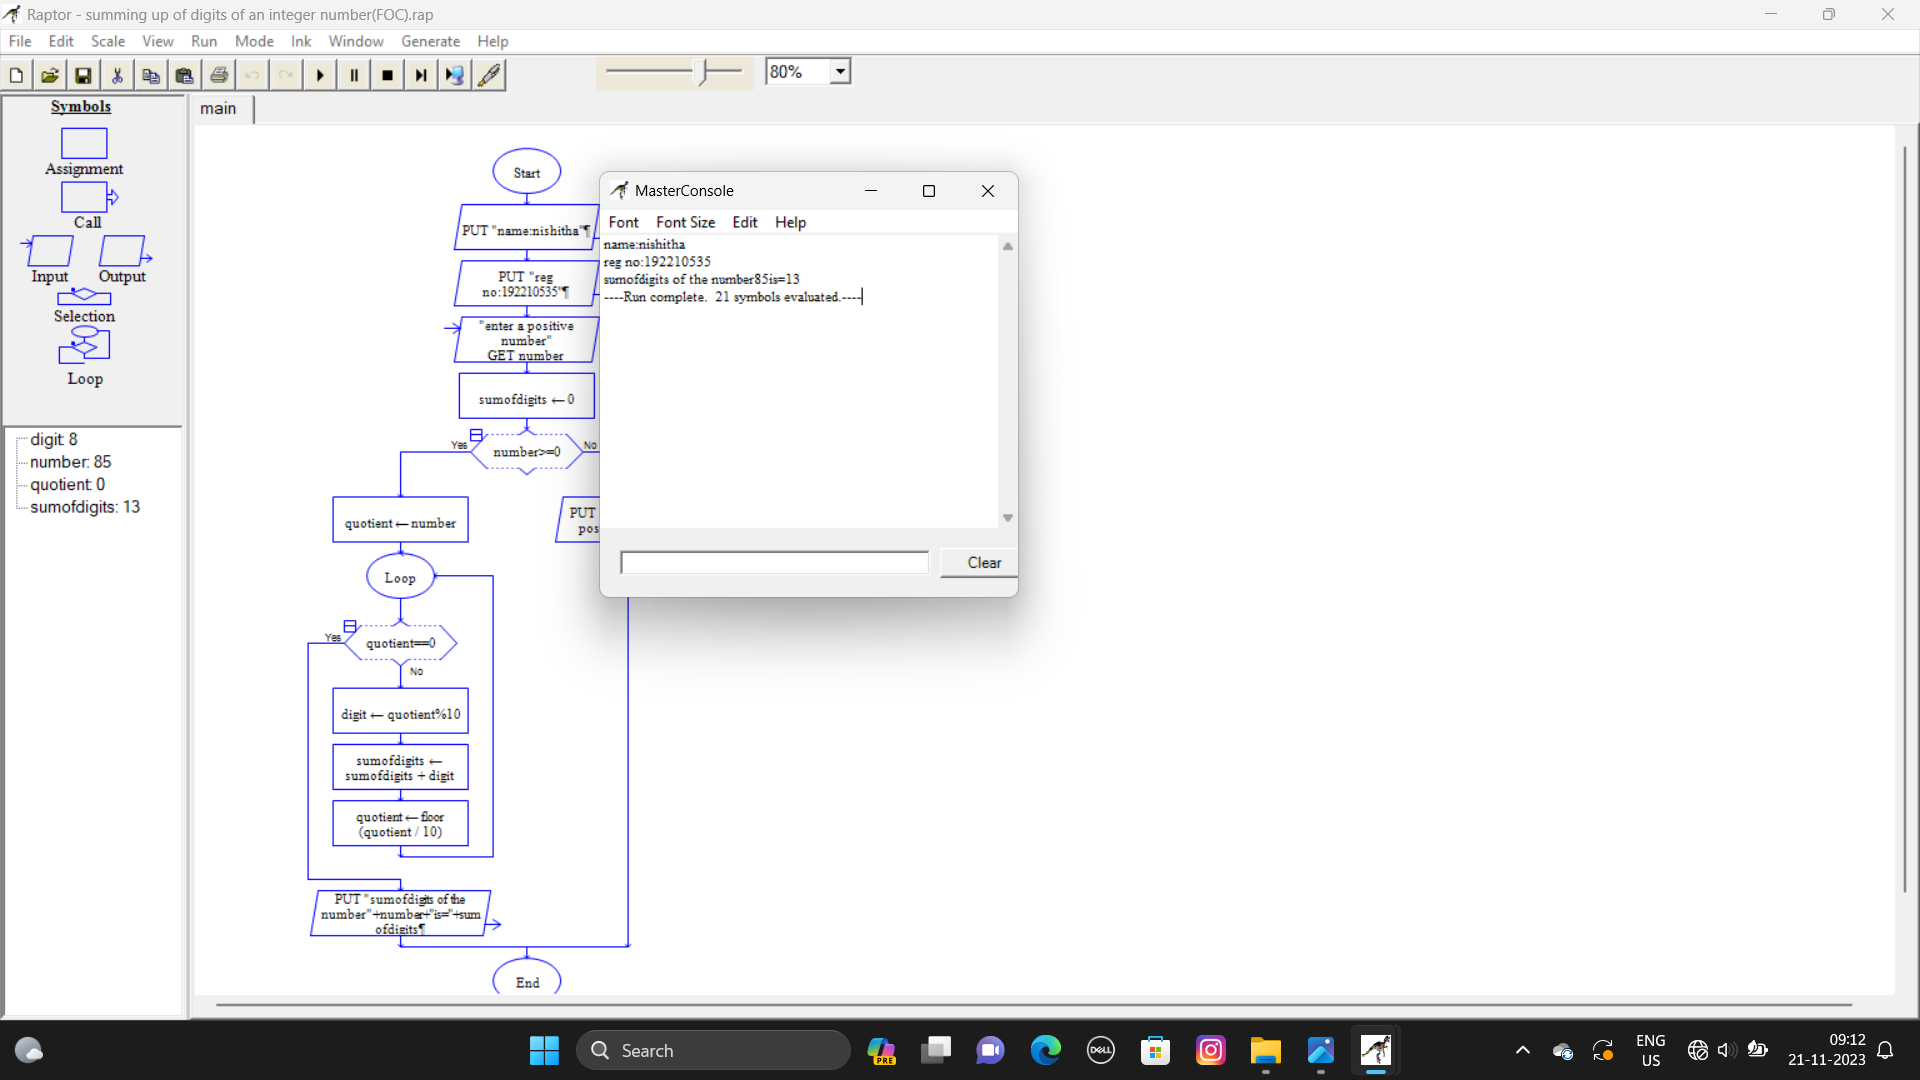 Raptor - summing up of digits of an integer number(FOC).rap
File Edit Scale View Run Mode Ink Window Generate Help
80%
Symbols
Assignment
Call
Input Output
Selection
Loop
digit: 8
number: 85
quotient: 0
sumofdigits: 13
main
Start
PUT "name:nishitha"¶
PUT "reg
no:192210535"¶
"enter a positive
number"
GET number
sumofdigits ← 0
Yes
number>=0
No
quotient ← number
PUT
pos
Loop
Yes
quotient==0
No
digit ← quotient%10
sumofdigits ←
sumofdigits + digit
quotient ← floor
(quotient / 10)
PUT "sumofdigits of the
number"+number+"is="+sum
ofdigits¶
End
MasterConsole
Font Font Size Edit Help
name:nishitha
reg no:192210535
sumofdigits of the number85is=13
----Run complete.  21 symbols evaluated.----
Clear
Search
PRE
DELL
ENG
US
09:12
21-11-2023